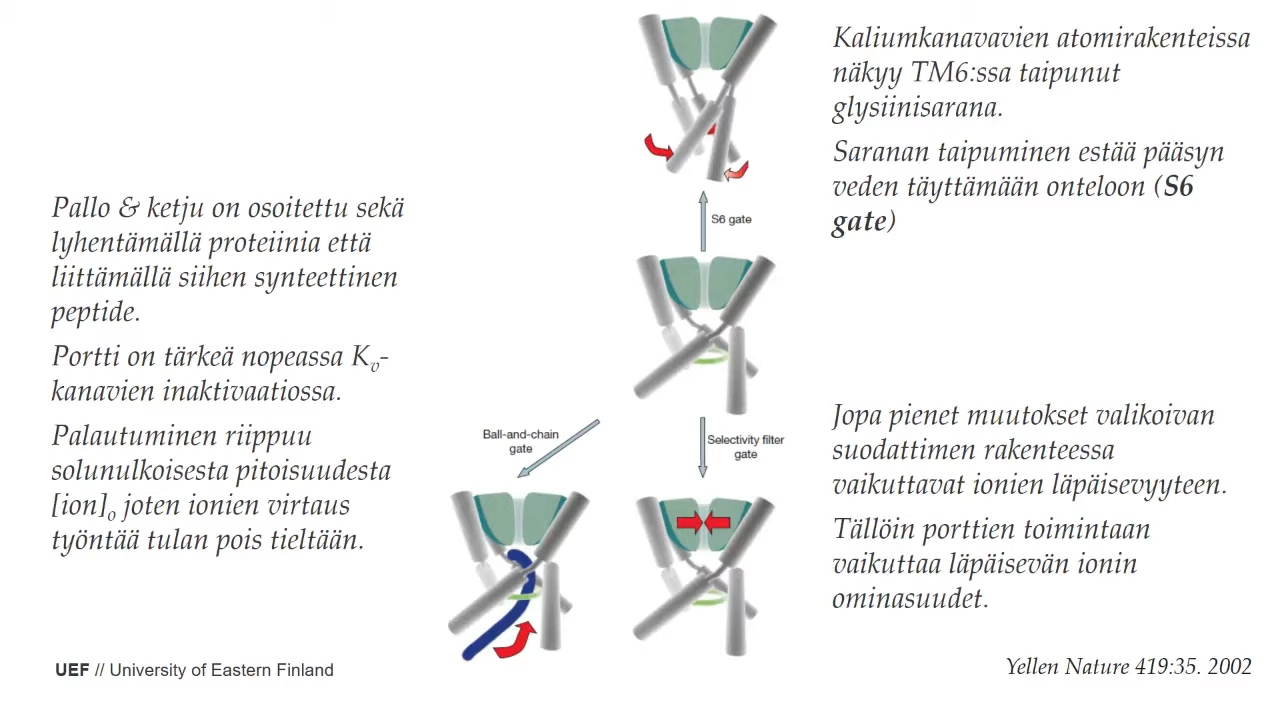 Kaliumkanavavien atomirakenteissa
näkyy TM6:ssa taipunut
glysiinisarana.
Saranan taipuminen estää pääsyn
veden täyttämään onteloon (S6
gate)
S6 gate
Pallo & ketju on osoitettu sekä
lyhentämällä proteiinia että
liittämällä siihen synteettinen
peptide.
Portti on tärkeä nopeassa Kv-
kanavien inaktivaatiossa.
Palautuminen riippuu
solunulkoisesta pitoisuudesta
[ion]o joten ionien virtaus
työntää tulan pois tieltään.
Ball-and-chain
gate
Selectivity filter
gate
Jopa pienet muutokset valikoivan
suodattimen rakenteessa
vaikuttavat ionien läpäisevyyteen.
Tällöin porttien toimintaan
vaikuttaa läpäisevän ionin
ominasuudet.
UEF // University of Eastern Finland
Yellen Nature 419:35. 2002